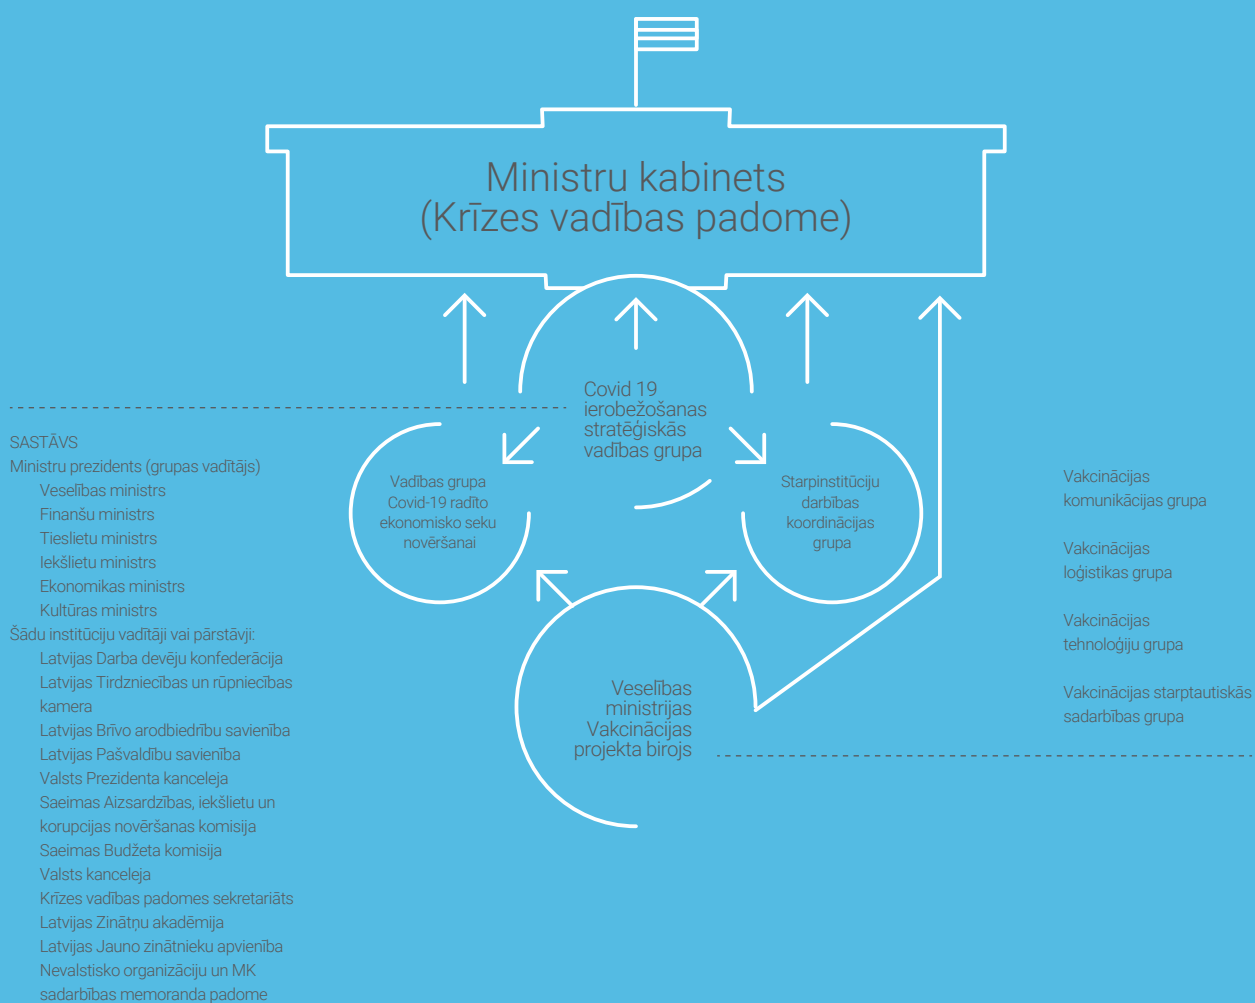 Ministru kabinets
(Krīzes vadības padome)
Covid 19
ierobežošanas
stratēģiskās
vadības grupa
SASTĀVS
Ministru prezidents (grupas vadītājs)
Veselības ministrs
Finanšu ministrs
Tieslietu ministrs
Iekšlietu ministrs
Ekonomikas ministrs
Kultūras ministrs
Šādu institūciju vadītāji vai pārstāvji:
Latvijas Darba devēju konfederācija
Latvijas Tirdzniecības un rūpniecības
kamera
Latvijas Brīvo arodbiedrību savienība
Latvijas Pašvaldību savienība
Valsts Prezidenta kanceleja
Saeimas Aizsardzības, iekšlietu un
korupcijas novēršanas komisija
Saeimas Budžeta komisija
Valsts kanceleja
Krīzes vadības padomes sekretariāts
Latvijas Zinātņu akadēmija
Latvijas Jauno zinātnieku apvienība
Nevalstisko organizāciju un MK
sadarbības memoranda padome
Vadības grupa
Covid-19 radīto
ekonomisko seku
novēršanai
Starpinstitūciju
darbības
koordinācijas
grupa
Veselības
ministrijas
Vakcinācijas
projekta birojs
Vakcinācijas
komunikācijas grupa
Vakcinācijas
loģistikas grupa
Vakcinācijas
tehnoloģiju grupa
Vakcinācijas starptautiskās
sadarbības grupa